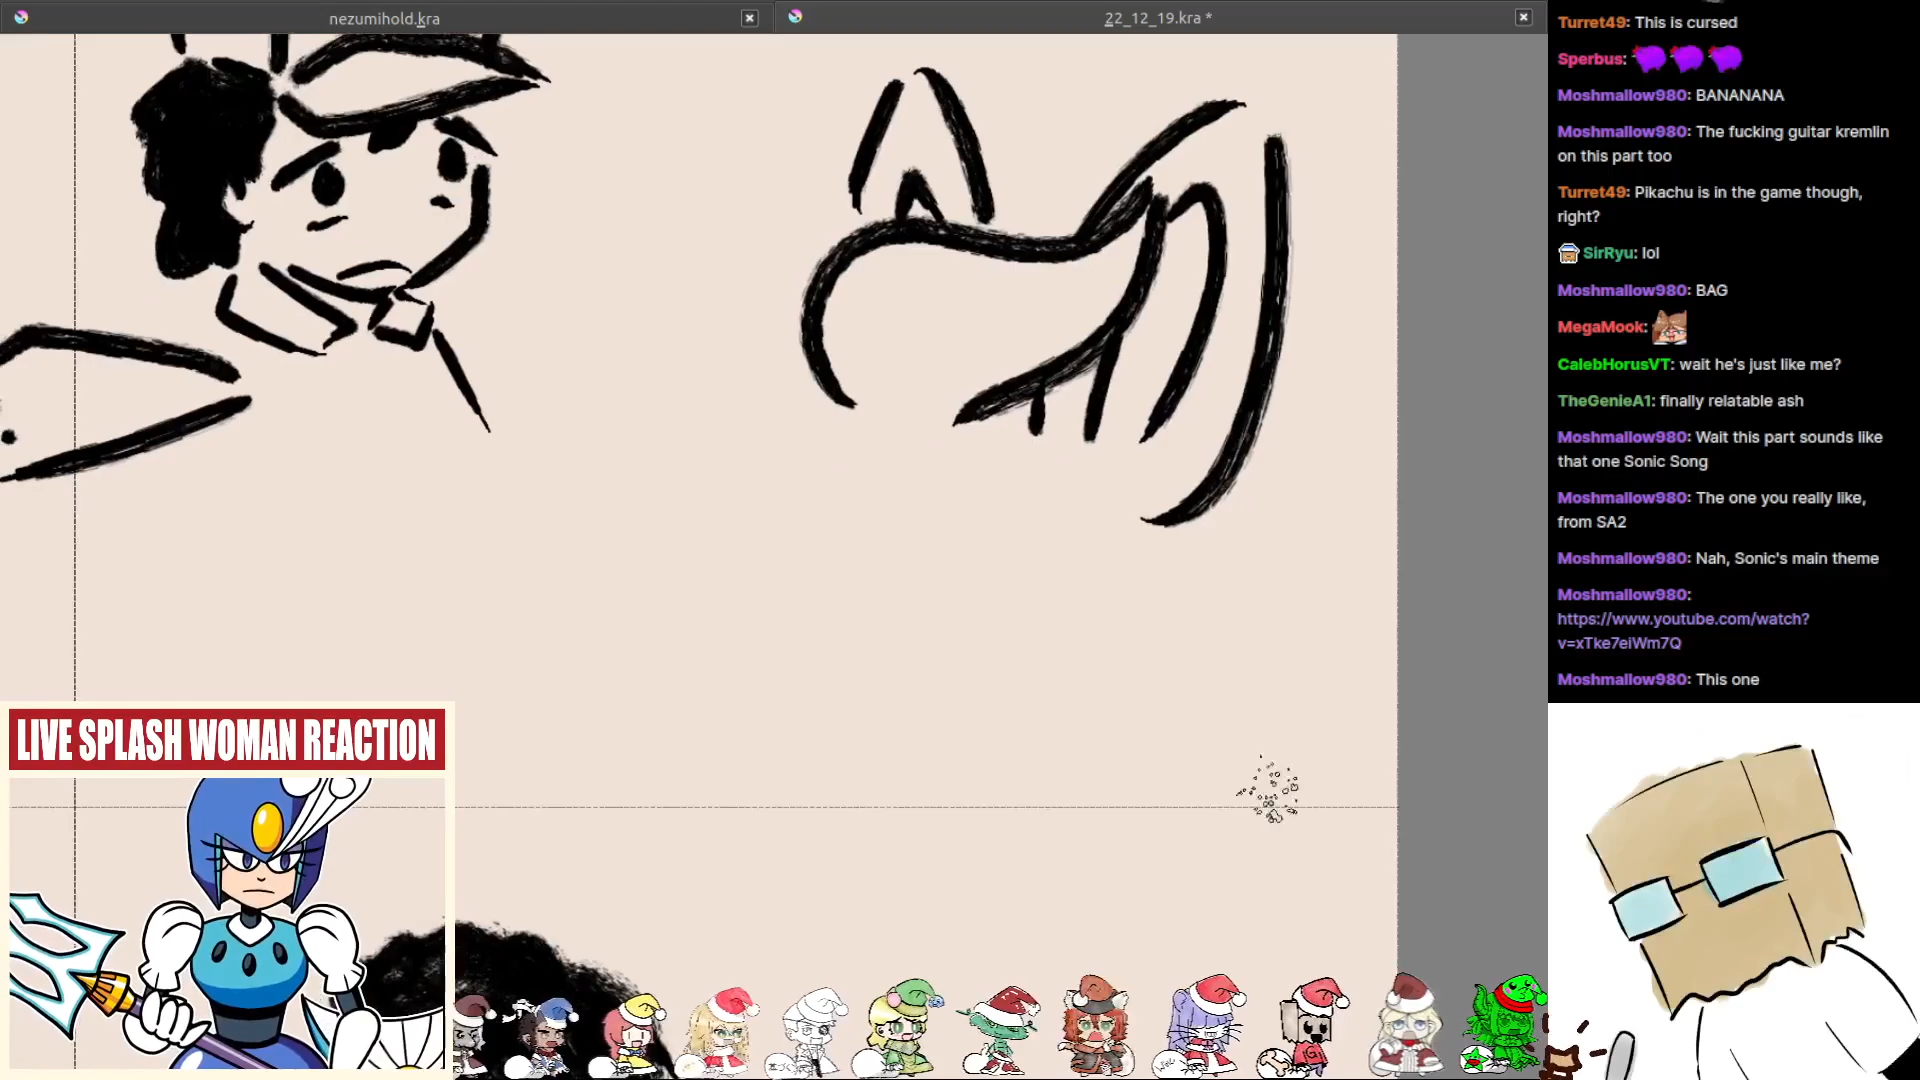 nezumihold.kra
22_12_19.kra *
Turret49: This is cursed
Sperbus:
Moshmallow980: BANANANA
Moshmallow980: The fucking guitar kremlin
on this part too
Turret49: Pikachu is in the game though,
right?
SirRyu: lol
Moshmallow980: BAG
MegaMook:
CalebHorusVT: wait he's just like me?
TheGenieA1: finally relatable ash
Moshmallow980: Wait this part sounds like
that one Sonic Song
Moshmallow980: The one you really like,
from SA2
Moshmallow980: Nah, Sonic's main theme
Moshmallow980:
https://www.youtube.com/watch?
v=xTke7eiWm7Q
Moshmallow980: This one
LIVE SPLASH WOMAN REACTION